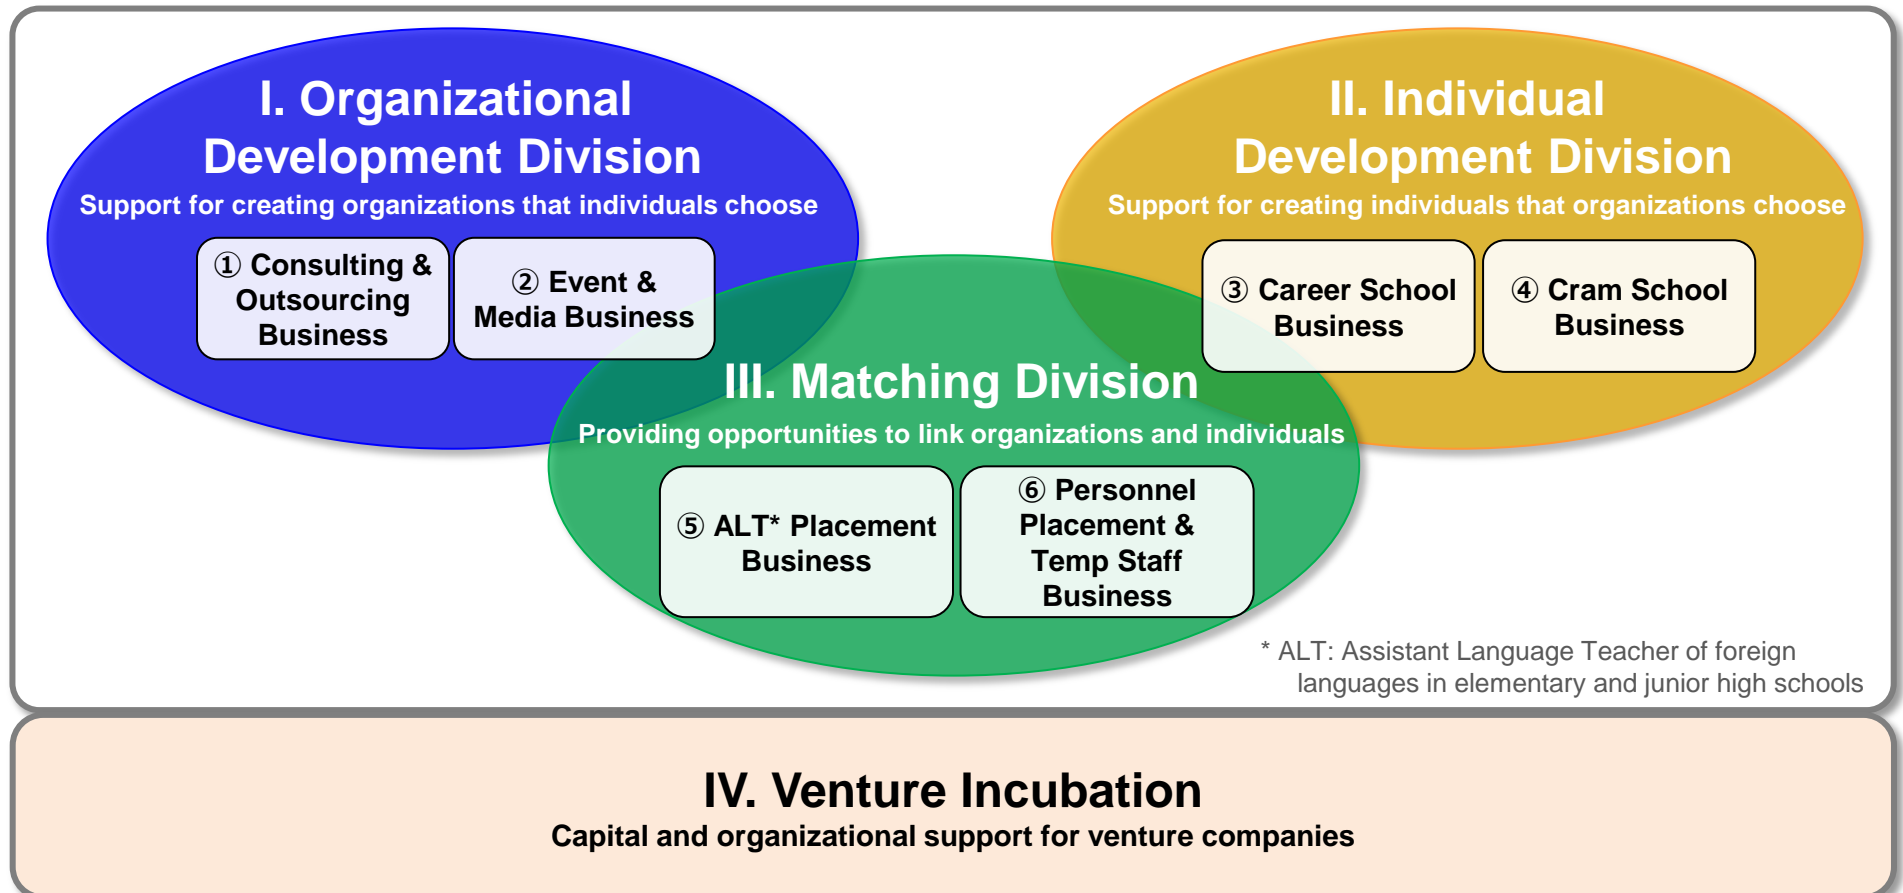 I. Organizational
Development Division
Support for creating organizations that individuals choose
① Consulting &
Outsourcing
Business
② Event &
Media Business
II. Individual
Development Division
Support for creating individuals that organizations choose
③ Career School
Business
④ Cram School
Business
III. Matching Division
Providing opportunities to link organizations and individuals
⑤ ALT* Placement
Business
⑥ Personnel
Placement &
Temp Staff
Business
* ALT: Assistant Language Teacher of foreign
languages in elementary and junior high schools
IV. Venture Incubation
Capital and organizational support for venture companies